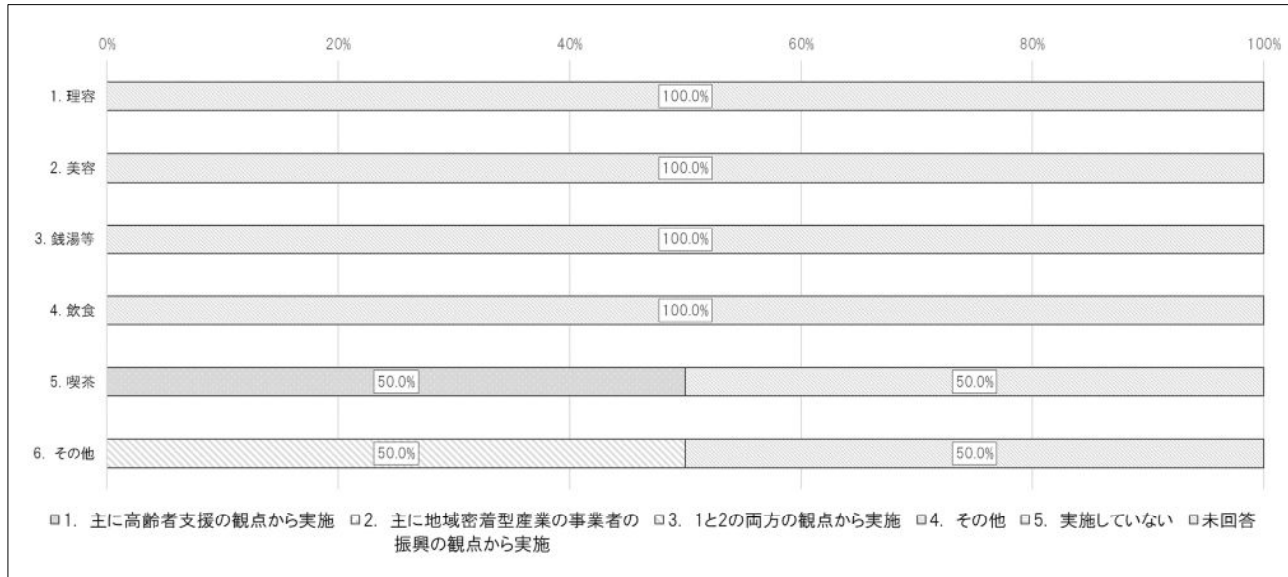 0% 20% 40% 60% 80% 100%
1. 理容 100.0%
2. 美容 100.0%
3. 銭湯等 100.0%
4. 飲食 100.0%
5. 喫茶 50.0% 50.0%
6. その他 50.0% 50.0%
1. 主に高齢者支援の観点から実施 2. 主に地域密着型産業の事業者の 3. 1と2の両方の観点から実施 4. その他 5. 実施していない 未回答
振興の観点から実施